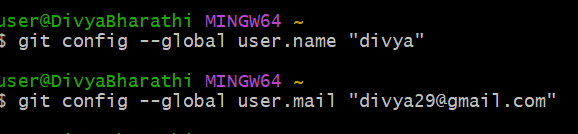 user@DivyaBharathi MINGW64 ~
$ git config --global user.name "divya"
user@DivyaBharathi MINGW64 ~
$ git config --global user.mail "divya29@gmail.com"